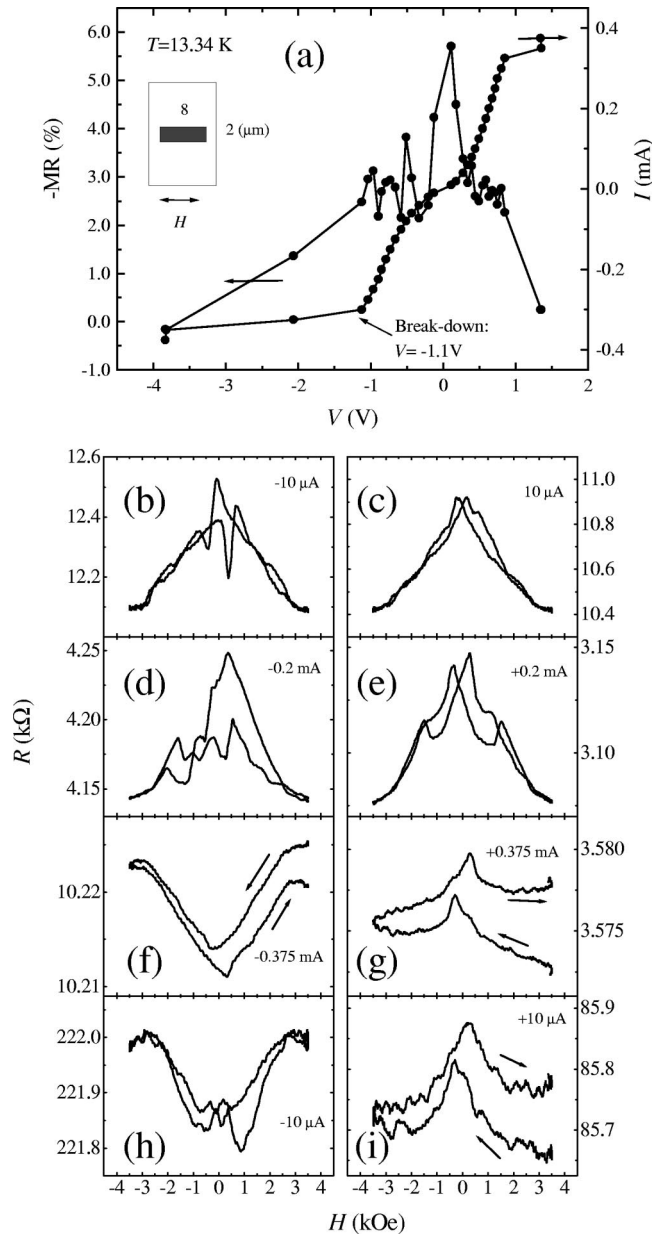 6.0
5.0
4.0
3.0
2.0
1.0
0.0
-1.0
-MR (%)
T=13.34 K
(a)
8
2 (μm)
H
Break-down:
V= -1.1V
0.4
0.2
0.0
-0.2
-0.4
I (mA)
-4 -3 -2 -1 0 1 2
V (V)
R (kΩ)
12.6
12.4
12.2
(b)
-10 μA
(c)
10 μA
11.0
10.8
10.6
10.4
4.25
4.20
4.15
(d)
-0.2 mA
(e)
+0.2 mA
3.15
3.10
10.22
10.21
(f)
-0.375 mA
(g)
+0.375 mA
3.580
3.575
222.0
221.9
221.8
(h)
-10 μA
(i)
+10 μA
85.9
85.8
85.7
-4 -3 -2 -1 0 1 2 3 4
-4 -3 -2 -1 0 1 2 3 4
H (kOe)